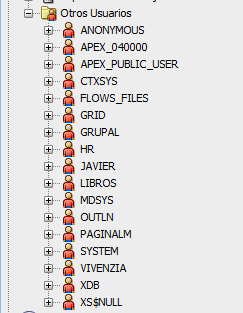 Otros Usuarios
ANONYMOUS
APEX_040000
APEX_PUBLIC_USER
CTXSYS
FLOWS_FILES
GRID
GRUPAL
HR
JAVIER
LIBROS
MDSYS
OUTLN
PAGINALM
SYSTEM
VIVENZIA
XDB
XS$NULL